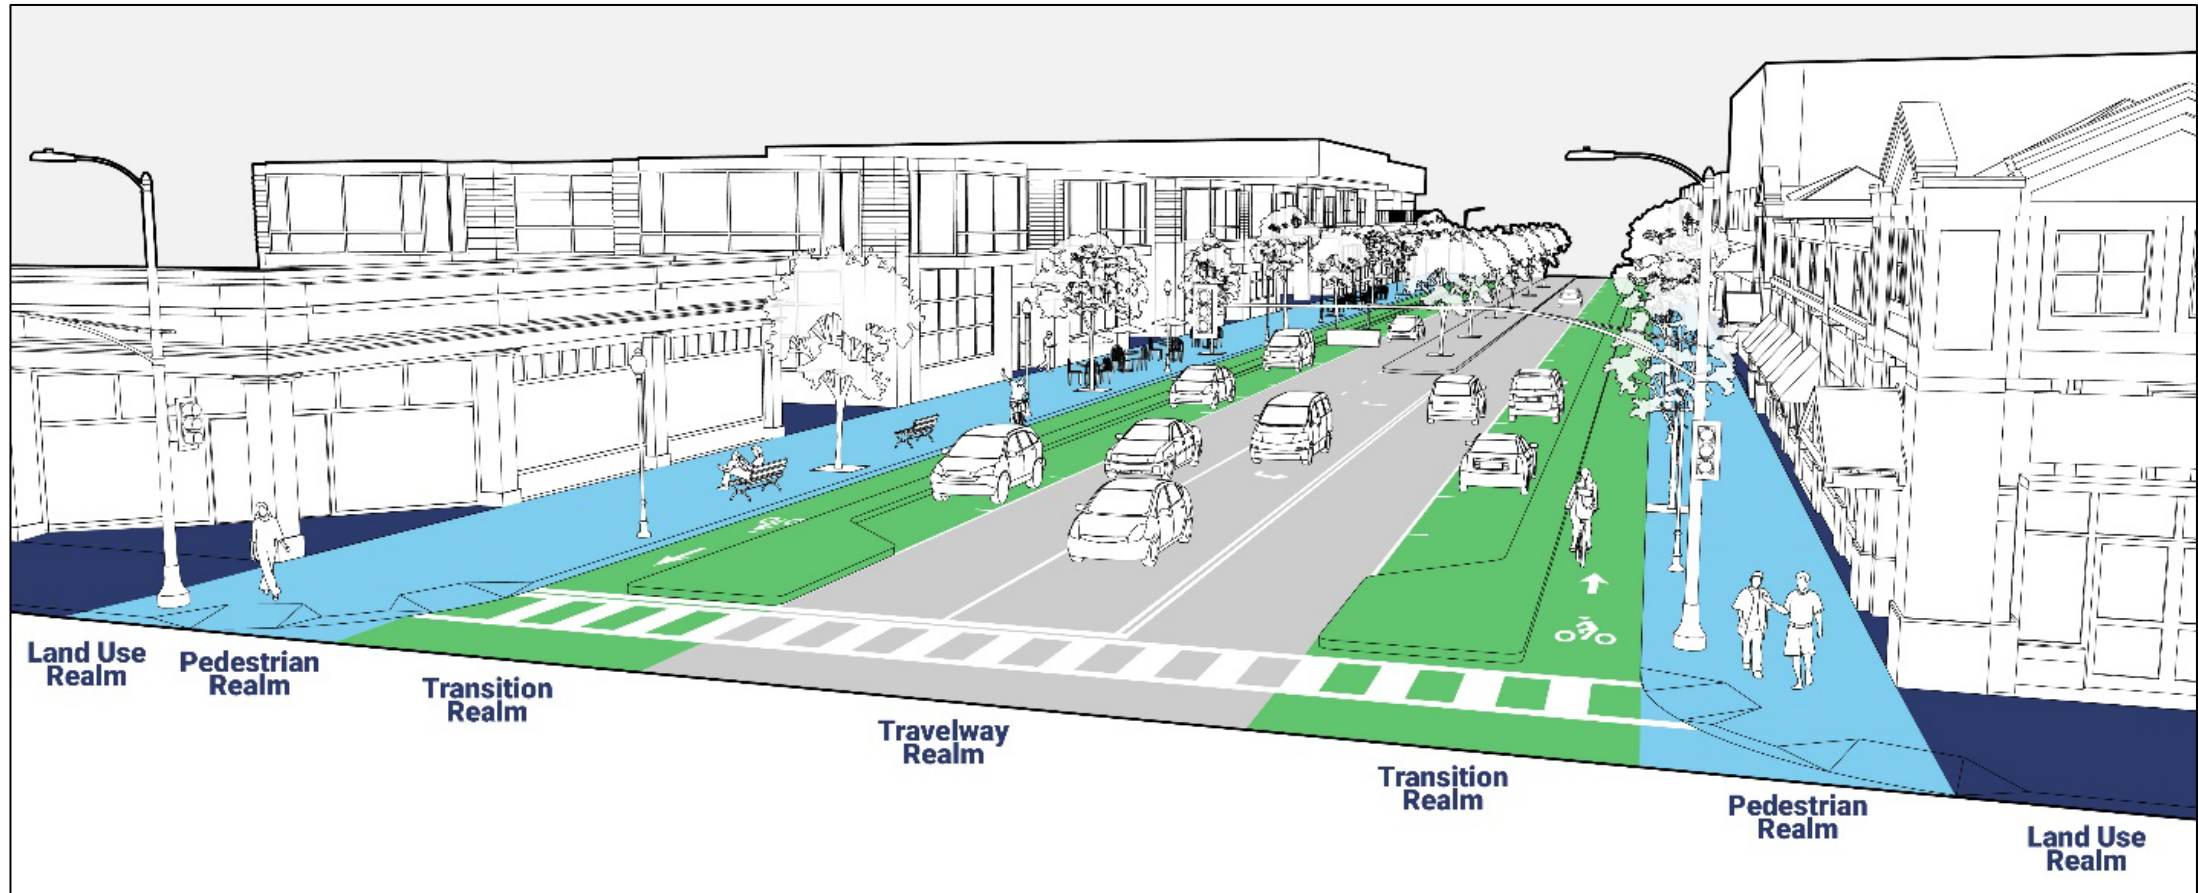 Land Use
Realm
Pedestrian
Realm
Transition
Realm
Travelway
Realm
Transition
Realm
Pedestrian
Realm
Land Use
Realm